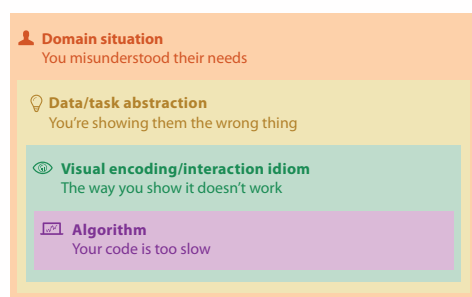 Domain situation
You misunderstood their needs
Data/task abstraction
You're showing them the wrong thing
Visual encoding/interaction idiom
The way you show it doesn't work
Algorithm
Your code is too slow